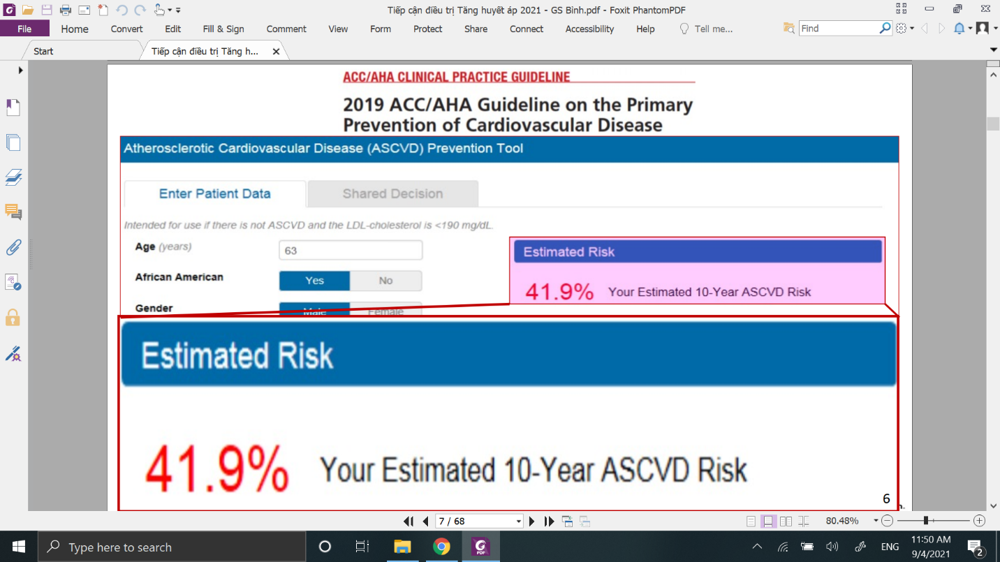 Tiếp cận điều trị Tăng huyết áp 2021 - GS Binh.pdf - Foxit PhantomPDF
File Home Convert Edit Fill & Sign Comment View Form Protect Share Connect Accessibility Help Tell me... Find
Start Tiếp cận điều trị Tăng h...
ACC/AHA CLINICAL PRACTICE GUIDELINE
2019 ACC/AHA Guideline on the Primary
Prevention of Cardiovascular Disease
Atherosclerotic Cardiovascular Disease (ASCVD) Prevention Tool
Enter Patient Data Shared Decision
Intended for use if there is not ASCVD and the LDL-cholesterol is <190 mg/dL.
Age (years) 63
Estimated Risk
African American Yes No
41.9% Your Estimated 10-Year ASCVD Risk
Gender Male Female
Estimated Risk
41.9% Your Estimated 10-Year ASCVD Risk
6
7 / 68 80.48%
Type here to search ENG 11:50 AM
9/4/2021 2